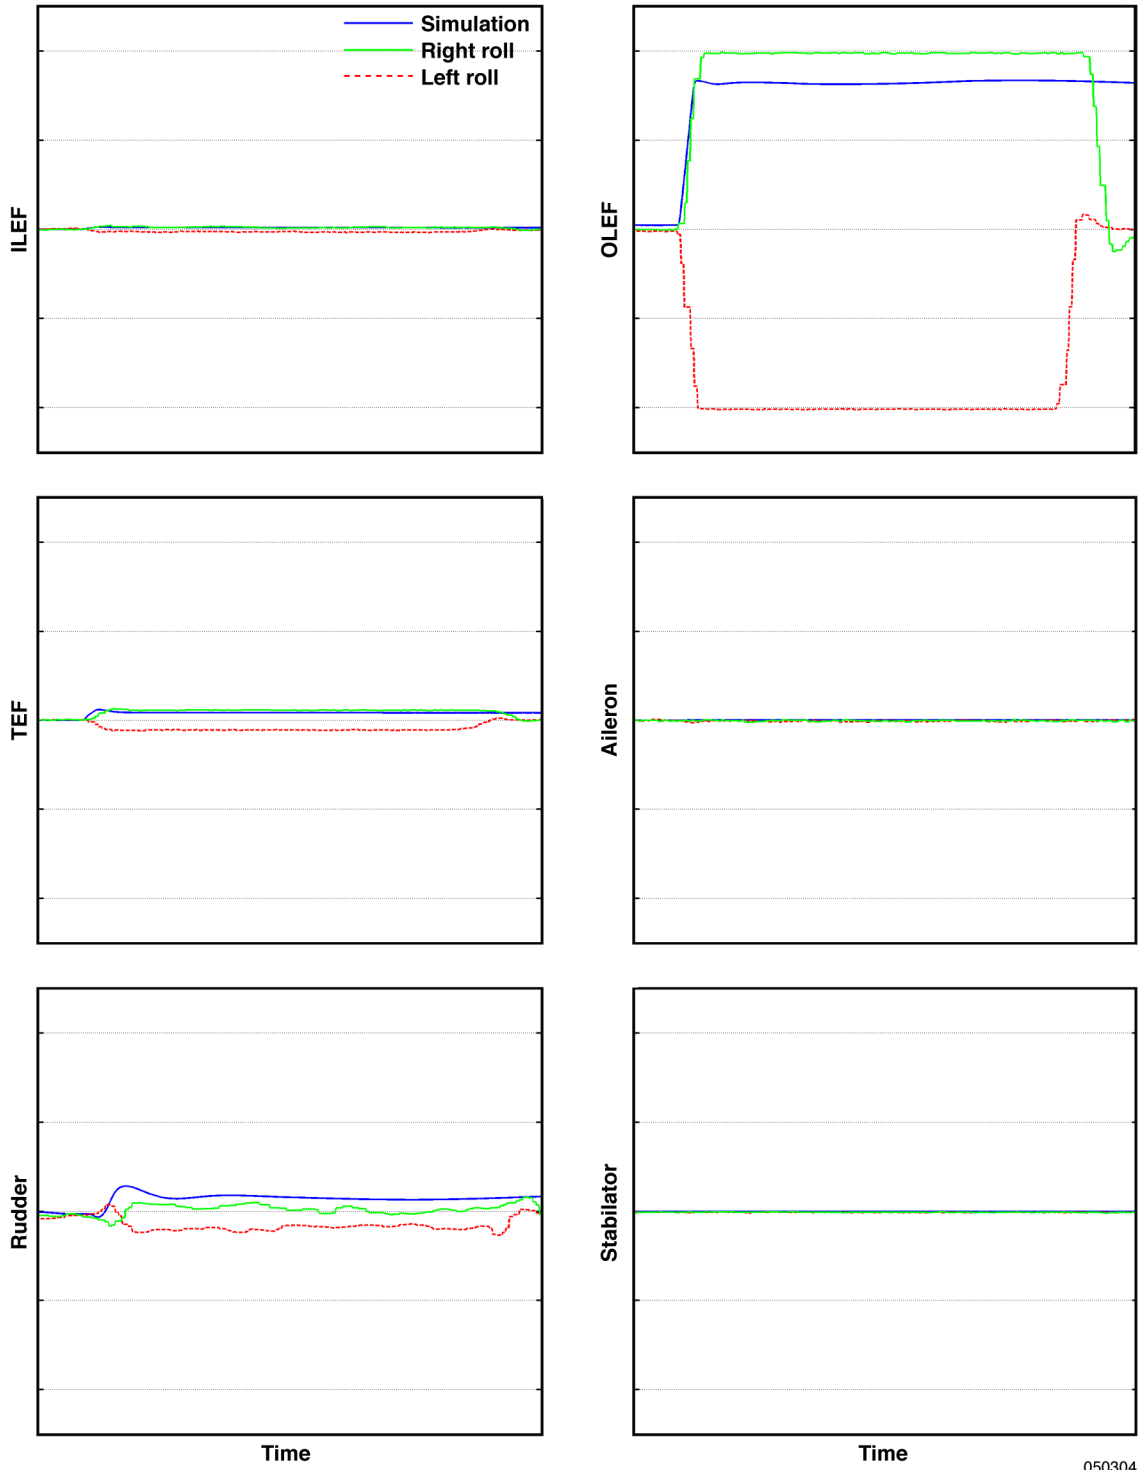 Simulation
Right roll
Left roll
ILEF
OLEF
TEF
Aileron
Rudder
Stabilator
Time
Time
050304